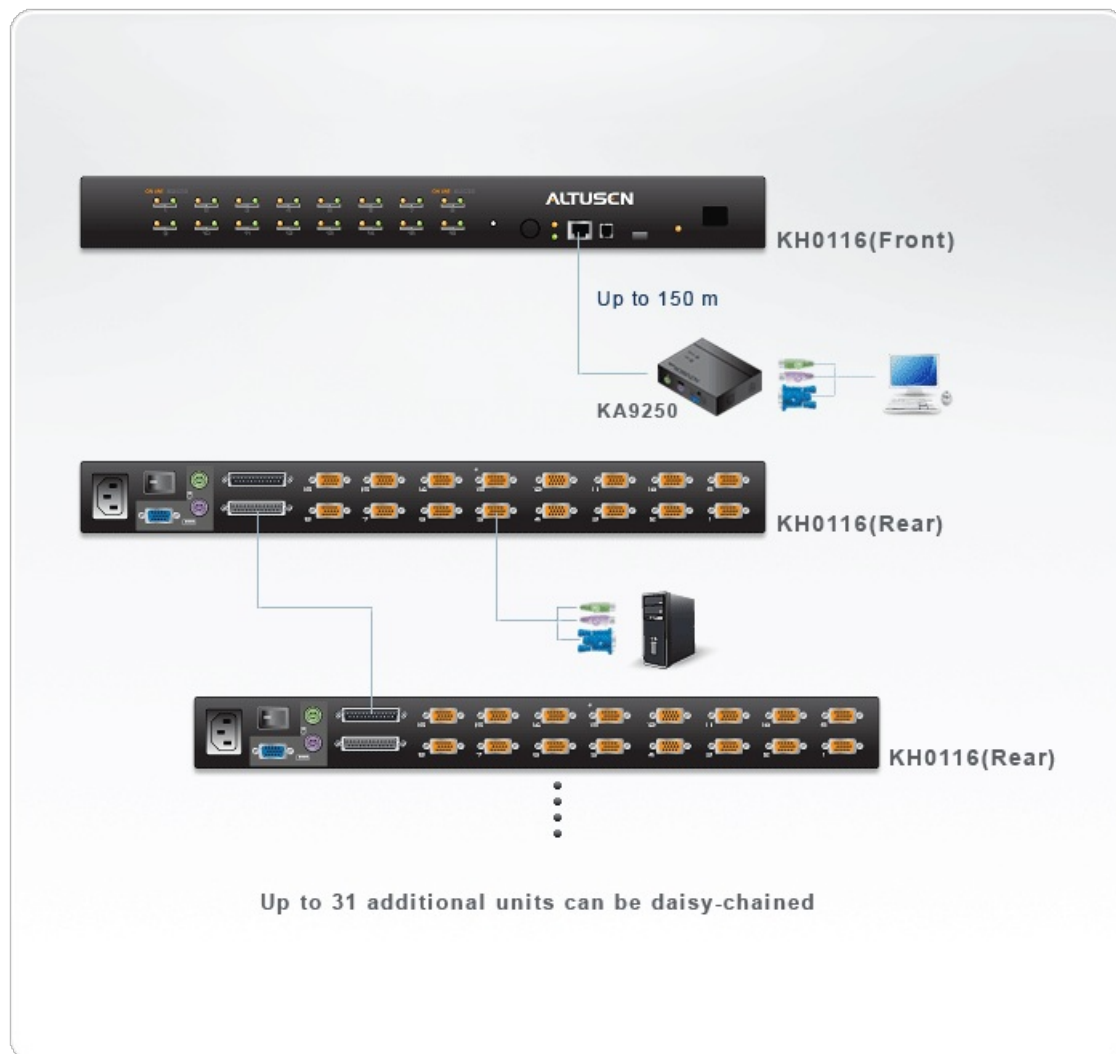 ALTUSEN
KH0116(Front)
Up to 150 m
KA9250
KH0116(Rear)
KH0116(Rear)
Up to 31 additional units can be daisy-chained